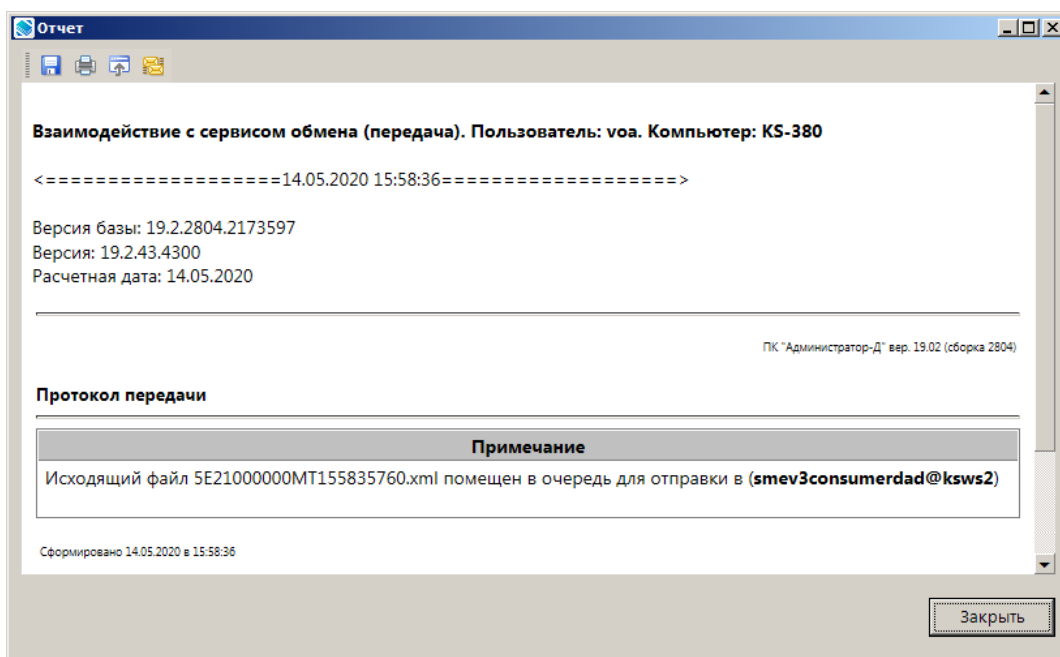 Отчет
Взаимодействие с сервисом обмена (передача). Пользователь: voa. Компьютер: KS-380
<===================14.05.2020 15:58:36===================>
Версия базы: 19.2.2804.2173597
Версия: 19.2.43.4300
Расчетная дата: 14.05.2020
ПК "Администратор-Д" вер. 19.02 (сборка 2804)
Протокол передачи
Примечание
Исходящий файл 5E21000000MT155835760.xml помещен в очередь для отправки в (smev3consumerdad@ksws2)
Сформировано 14.05.2020 в 15:58:36
Закрыть